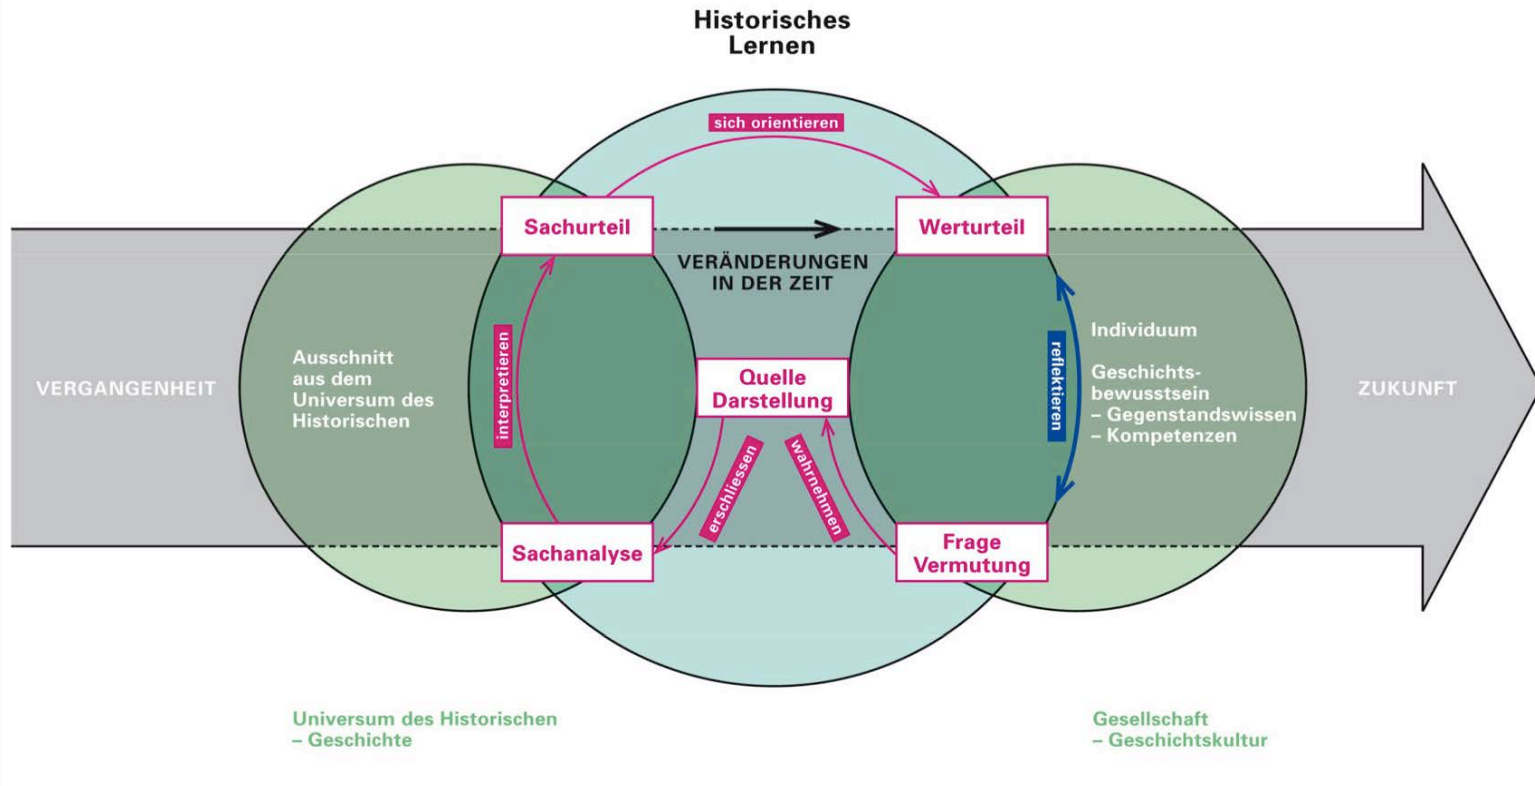 Historisches
Lernen
sich orientieren
Sachurteil
Werturteil
VERÄNDERUNGEN
IN DER ZEIT
VERGANGENHEIT
Ausschnitt
aus dem
Universum des
Historischen
interpretieren
Quelle
Darstellung
reflektieren
Individuum
Geschichts-
bewusstsein
– Gegenstandswissen
– Kompetenzen
ZUKUNFT
erschliessen
wahrnehmen
Sachanalyse
Frage
Vermutung
Universum des Historischen
– Geschichte
Gesellschaft
– Geschichtskultur